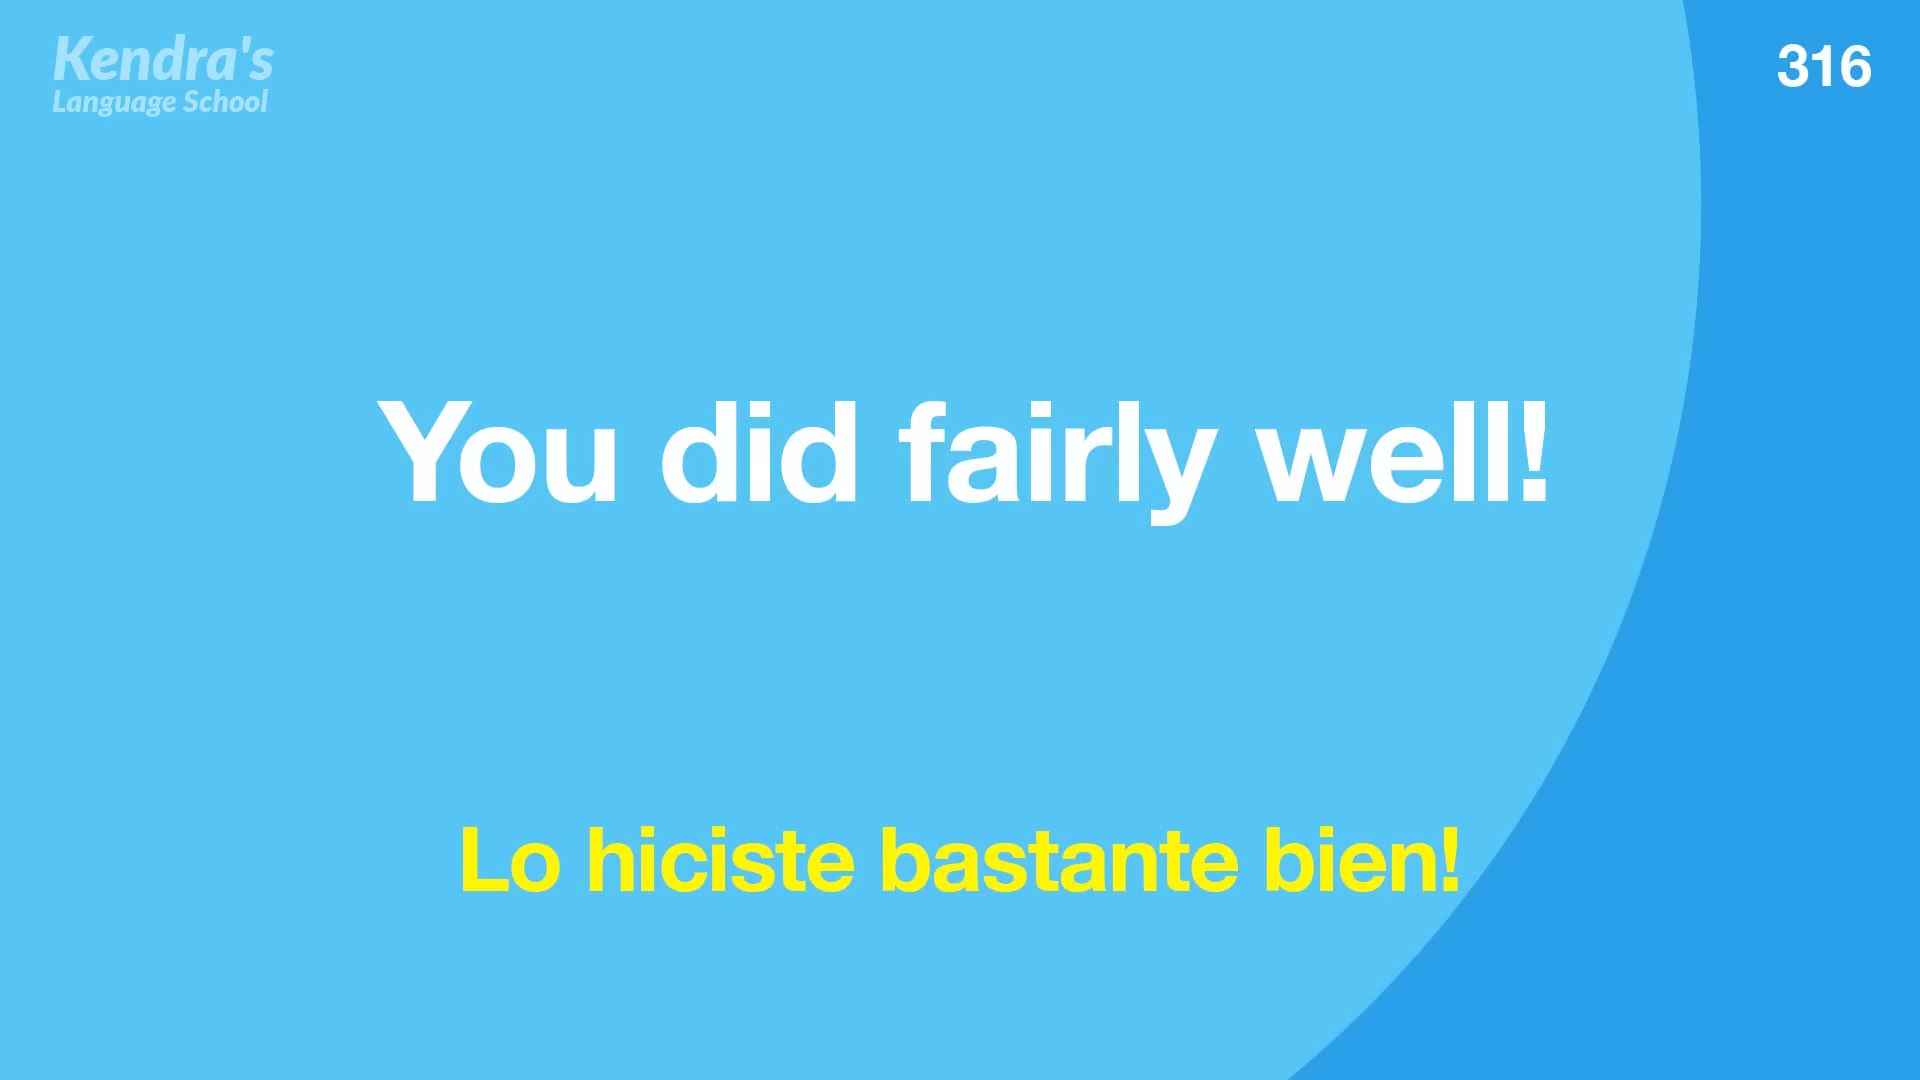 Kendra's
Language School
316
You did fairly well!
Lo hiciste bastante bien!